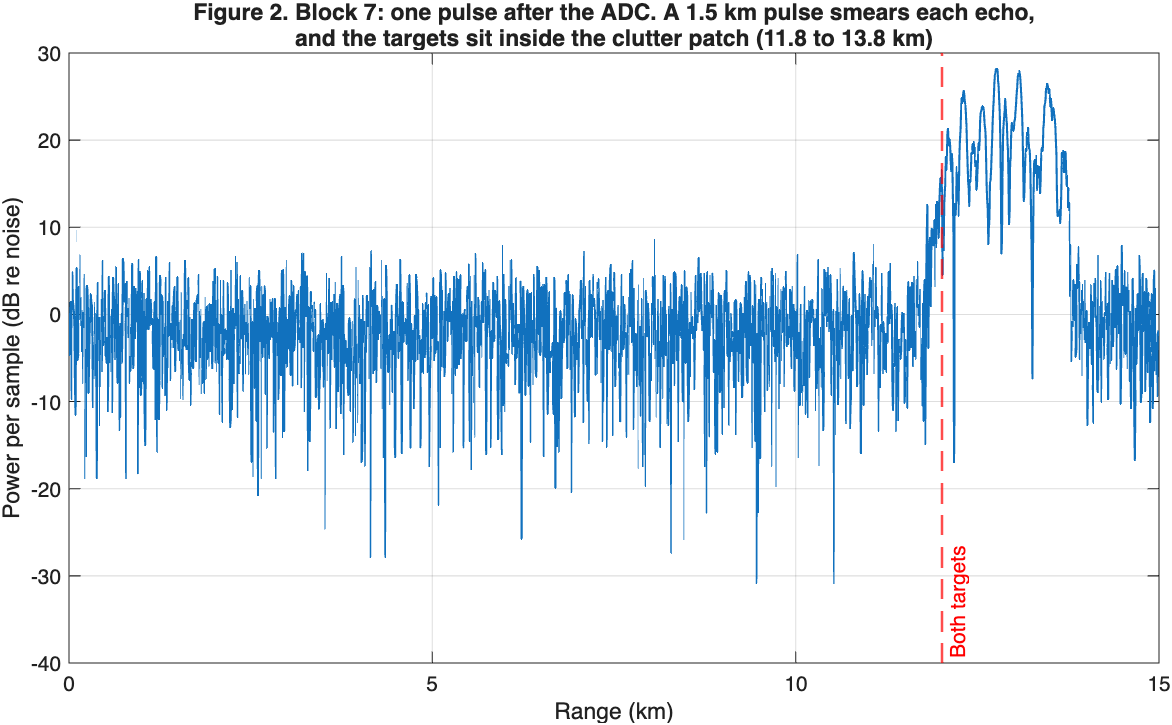 Figure 2. Block 7: one pulse after the ADC. A 1.5 km pulse smears each echo,
and the targets sit inside the clutter patch (11.8 to 13.8 km)
30
20
10
0
-10
-20
-30
-40
Power per sample (dB re noise)
Both targets
0
5
10
15
Range (km)